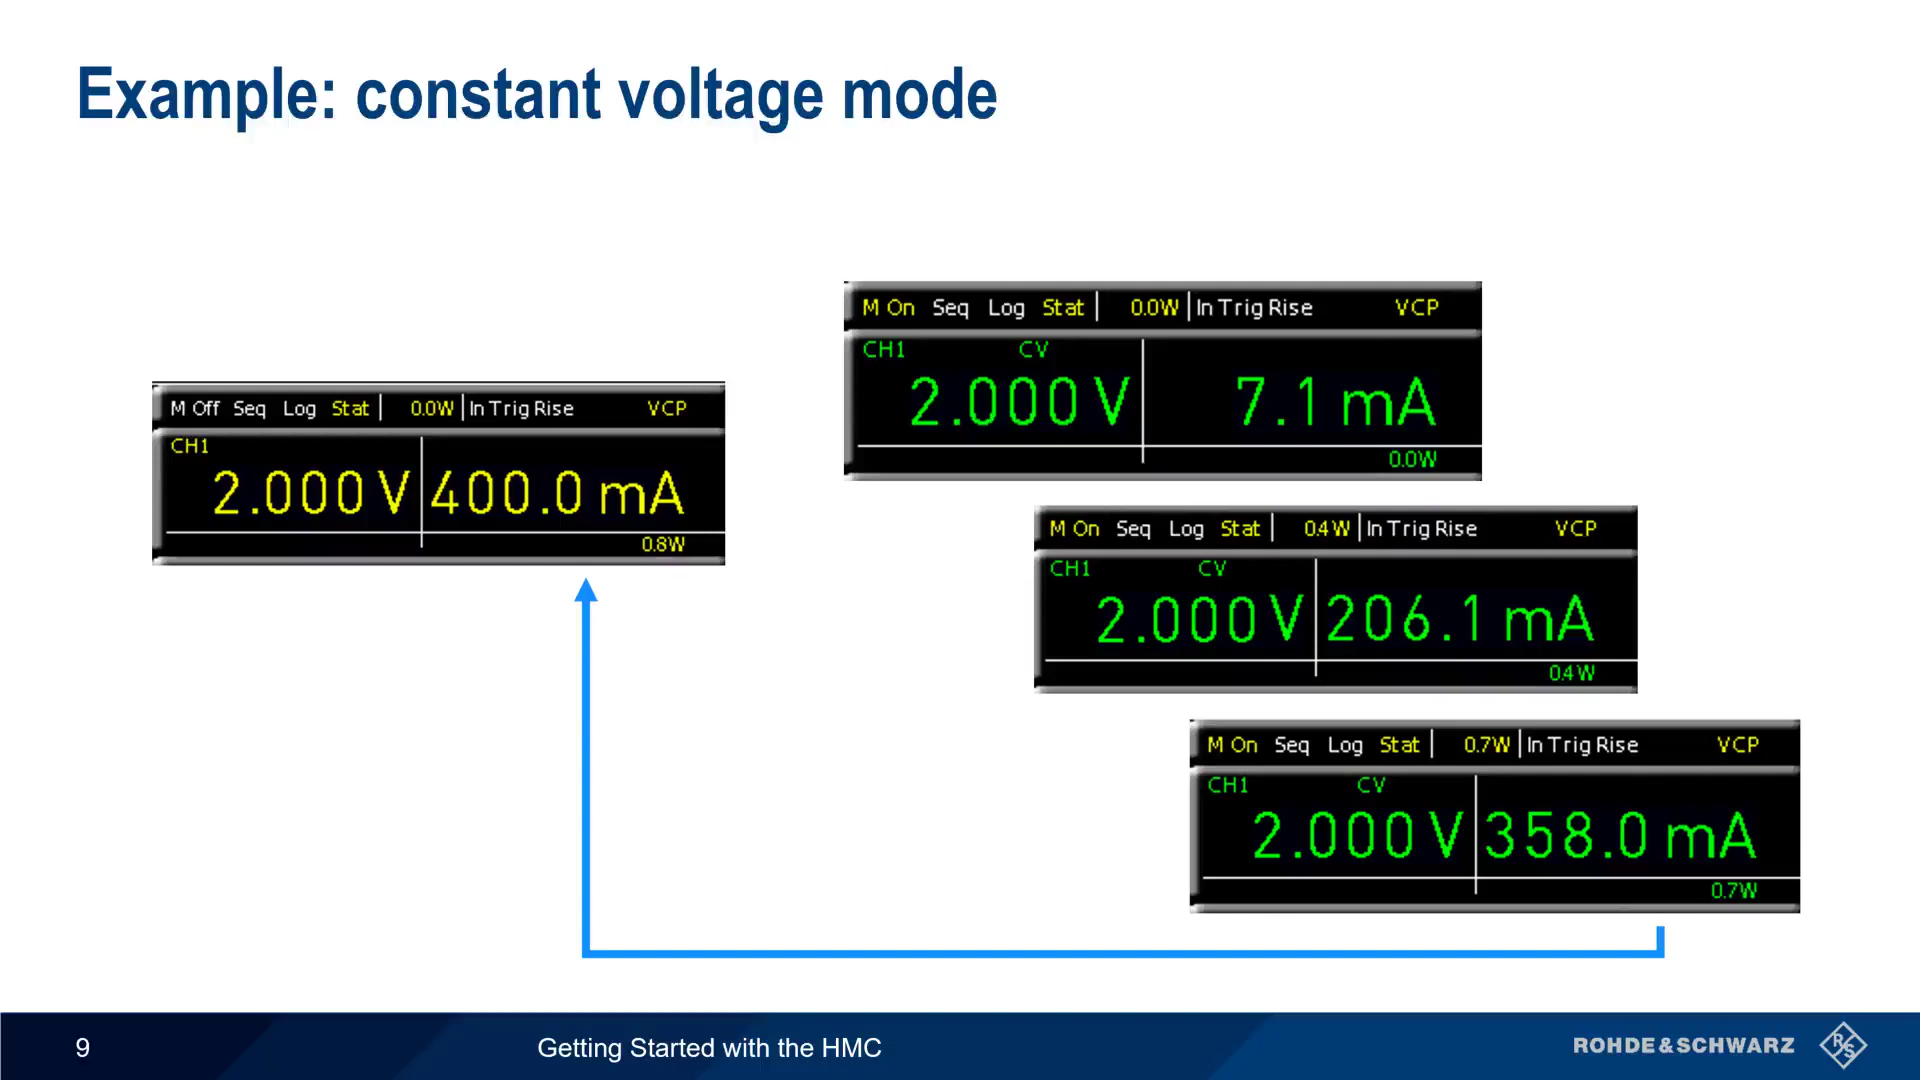 Example: constant voltage mode
M Off Seq Log Stat 0.0W In Trig Rise VCP
CH1
2.000 V 400.0 mA
0.8W
M On Seq Log Stat 0.0W In Trig Rise VCP
CH1 CV
2.000 V 7.1 mA
0.0W
M On Seq Log Stat 0.4W In Trig Rise VCP
CH1 CV
2.000 V 206.1 mA
0.4W
M On Seq Log Stat 0.7W In Trig Rise VCP
CH1 CV
2.000 V 358.0 mA
0.7W
9 Getting Started with the HMC ROHDE&SCHWARZ R S